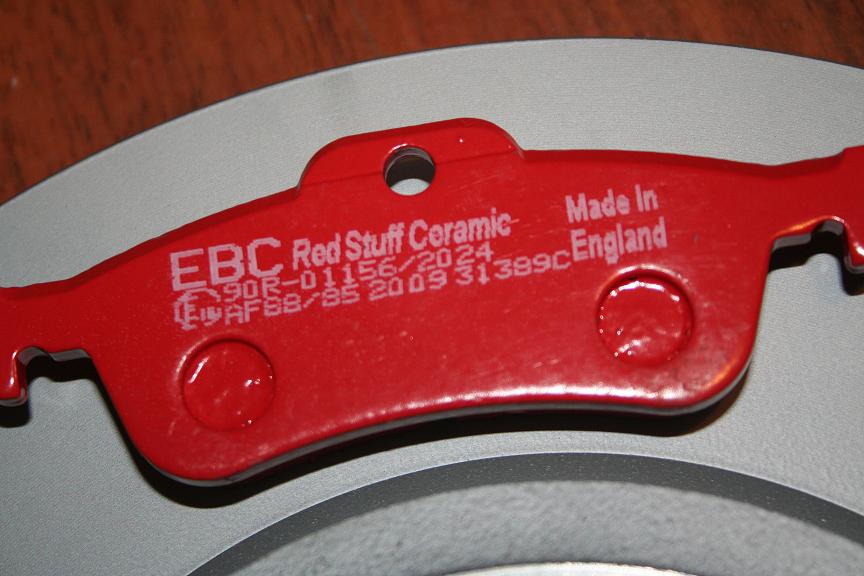 EBC Red Stuff Ceramic
90R-01156/2024
AF88/85 2009 31389C
Made In
England